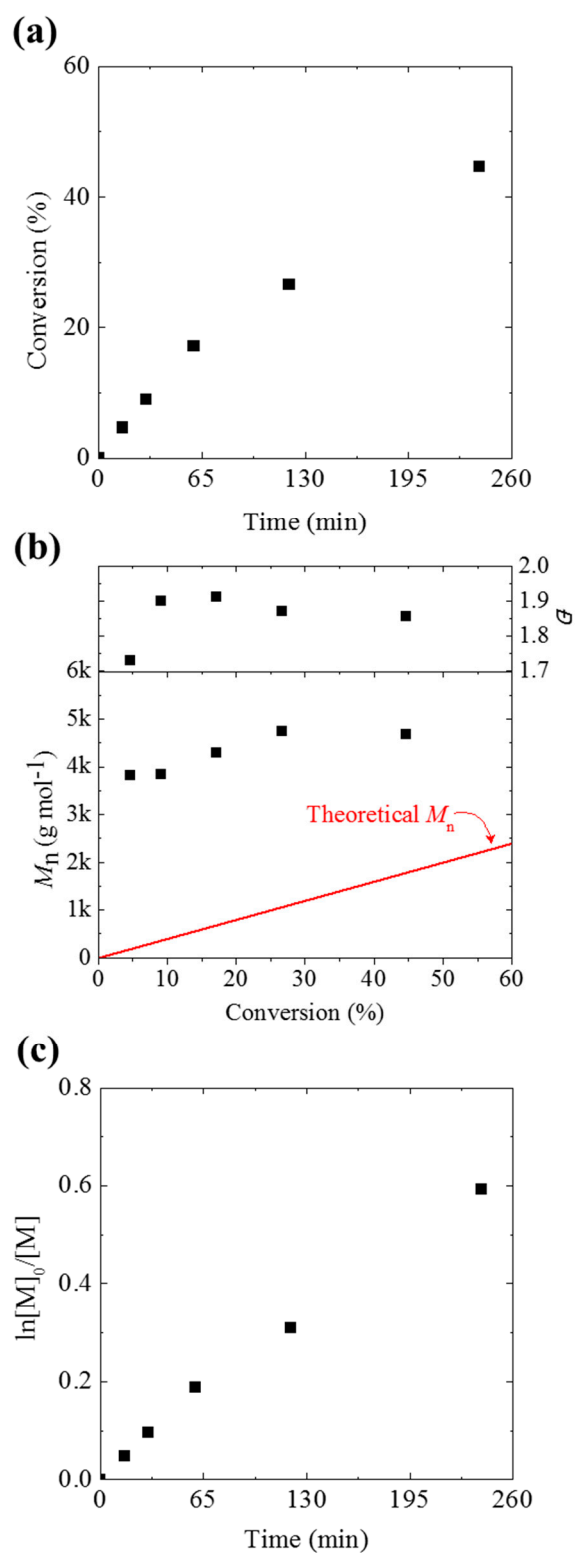 (a)
60
40
20
0
Conversion (%)
0 65 130 195 260
Time (min)
(b)
2.0
1.9
1.8
1.7
Đ
6k
5k
4k
3k
2k
1k
0
Mn (g mol-1)
Theoretical Mn
0 10 20 30 40 50 60
Conversion (%)
(c)
0.8
0.6
0.4
0.2
0.0
ln[M]0/[M]
0 65 130 195 260
Time (min)